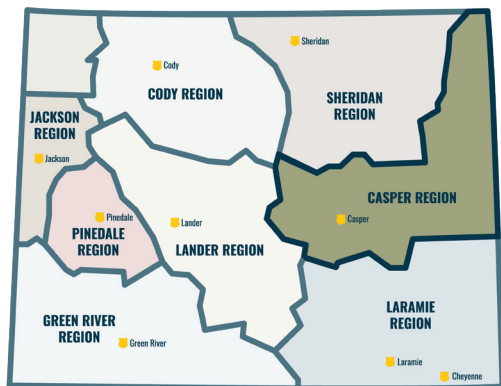 Sheridan
Cody
CODY REGION
SHERIDAN
REGION
JACKSON
REGION
Jackson
CASPER REGION
Pinedale
Lander
Casper
PINEDALE
REGION
LANDER REGION
LARAMIE
REGION
GREEN RIVER
REGION
Green River
Laramie
Cheyenne